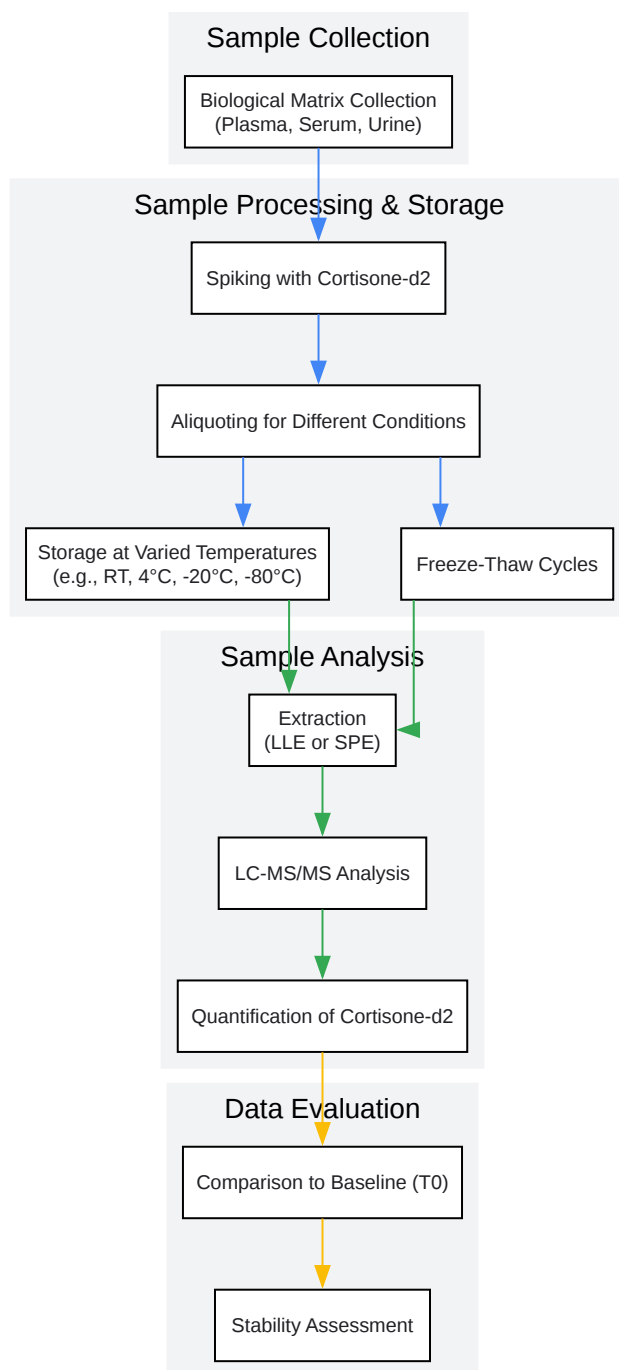 Sample Collection
Biological Matrix Collection
(Plasma, Serum, Urine)
Sample Processing & Storage
Spiking with Cortisone-d2
Aliquoting for Different Conditions
Storage at Varied Temperatures
(e.g., RT, 4°C, -20°C, -80°C)
Freeze-Thaw Cycles
Sample Analysis
Extraction
(LLE or SPE)
LC-MS/MS Analysis
Quantification of Cortisone-d2
Data Evaluation
Comparison to Baseline (T0)
Stability Assessment